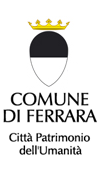 COMUNE
DI FERRARA
Città Patrimonio
dell'Umanità